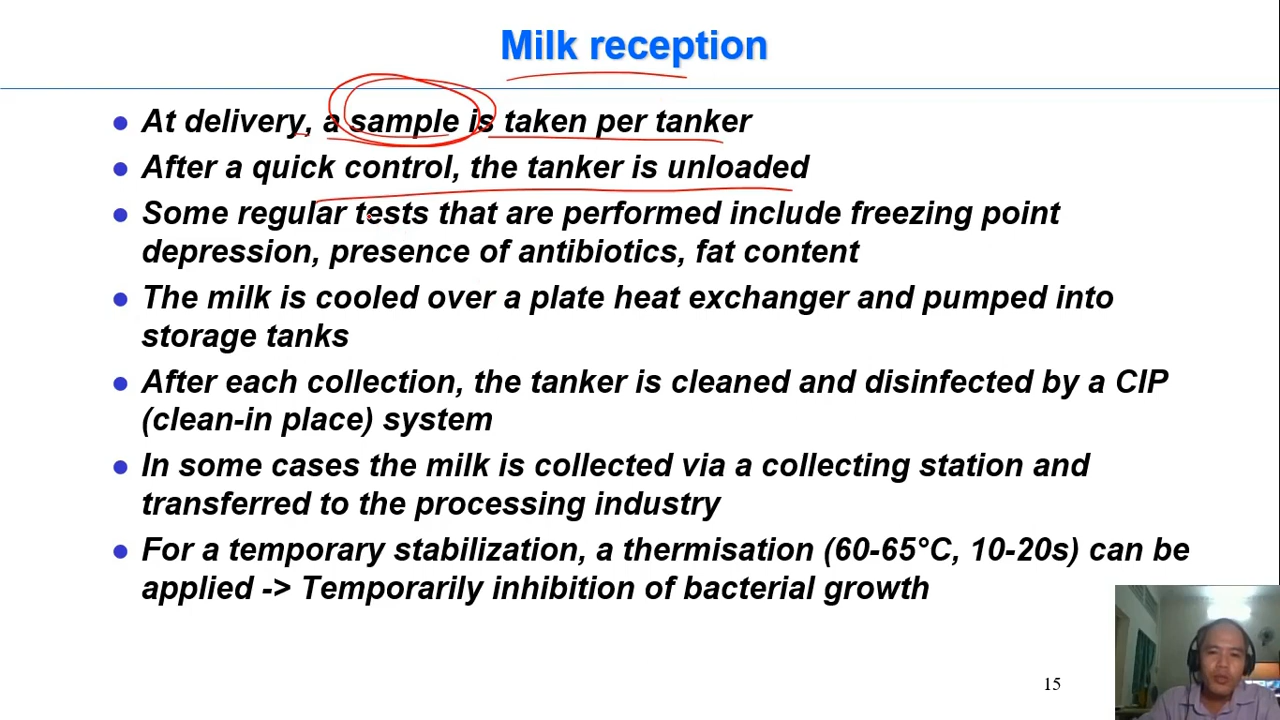 Milk reception
At delivery, a sample is taken per tanker
After a quick control, the tanker is unloaded
Some regular tests that are performed include freezing point
depression, presence of antibiotics, fat content
The milk is cooled over a plate heat exchanger and pumped into
storage tanks
After each collection, the tanker is cleaned and disinfected by a CIP
(clean-in place) system
In some cases the milk is collected via a collecting station and
transferred to the processing industry
For a temporary stabilization, a thermisation (60-65°C, 10-20s) can be
applied -> Temporarily inhibition of bacterial growth
15